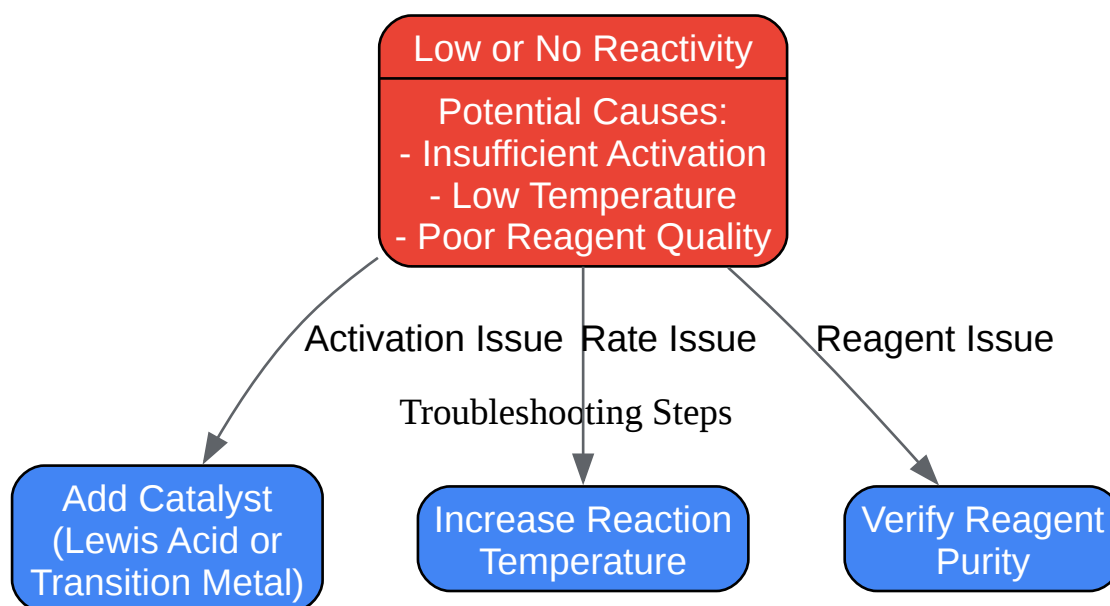 Low or No Reactivity
Potential Causes:
- Insufficient Activation
- Low Temperature
- Poor Reagent Quality
Activation Issue
Rate Issue
Reagent Issue
Troubleshooting Steps
Add Catalyst
(Lewis Acid or
Transition Metal)
Increase Reaction
Temperature
Verify Reagent
Purity